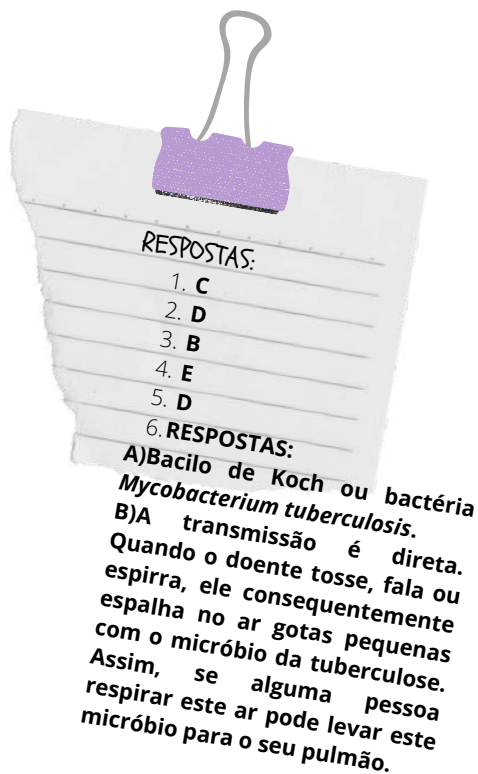 RESPOSTAS:
1. C
2. D
3. B
4. E
5. D
6. RESPOSTAS:
A)Bacilo de Koch ou bactéria
Mycobacterium tuberculosis.
B)A transmissão é direta.
Quando o doente tosse, fala ou
espirra, ele consequentemente
espalha no ar gotas pequenas
com o micróbio da tuberculose.
Assim, se alguma pessoa
respirar este ar pode levar este
micróbio para o seu pulmão.